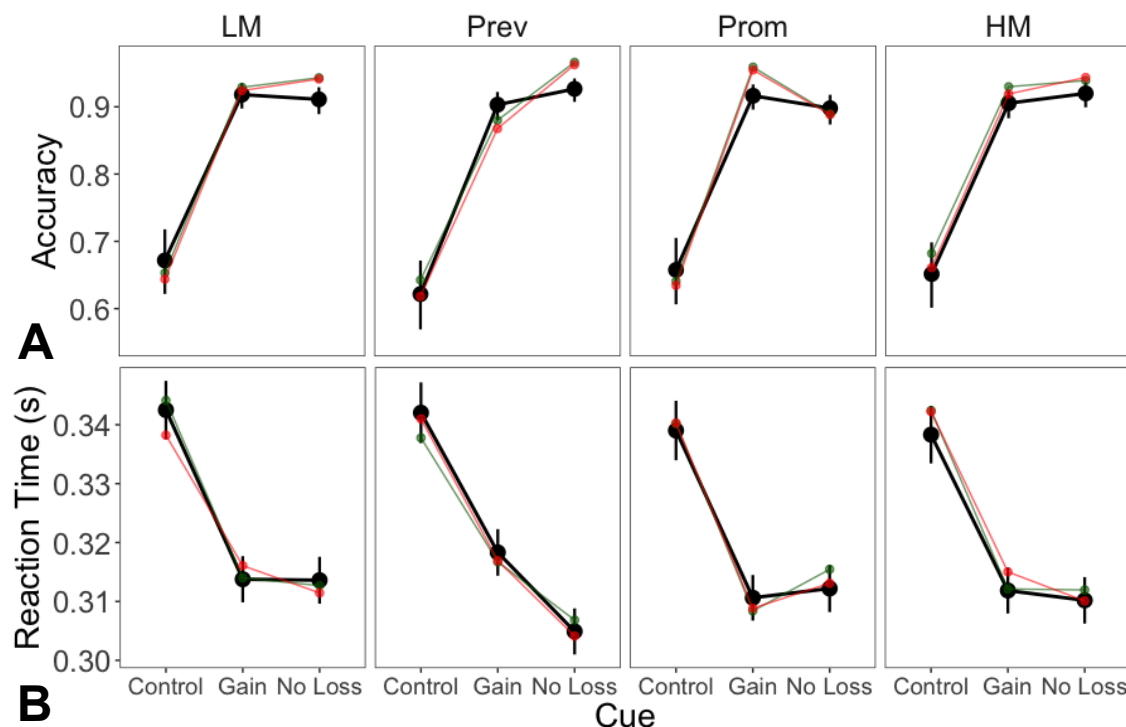 LM Prev Prom HM
Accuracy
0.9
0.8
0.7
0.6
A
Reaction Time (s)
0.34
0.33
0.32
0.31
0.30
B
Control Gain No Loss Control Gain No Loss Control Gain No Loss Control Gain No Loss
Cue